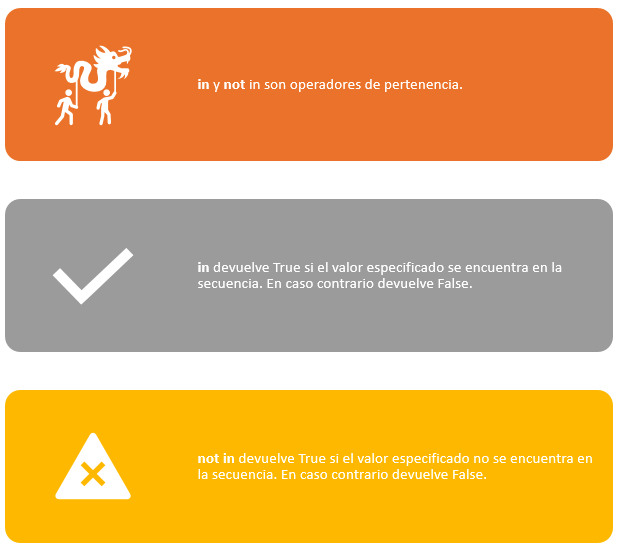 in y not in son operadores de pertenencia.
in devuelve True si el valor especificado se encuentra en la
secuencia. En caso contrario devuelve False.
not in devuelve True si el valor especificado no se encuentra en
la secuencia. En caso contrario devuelve False.